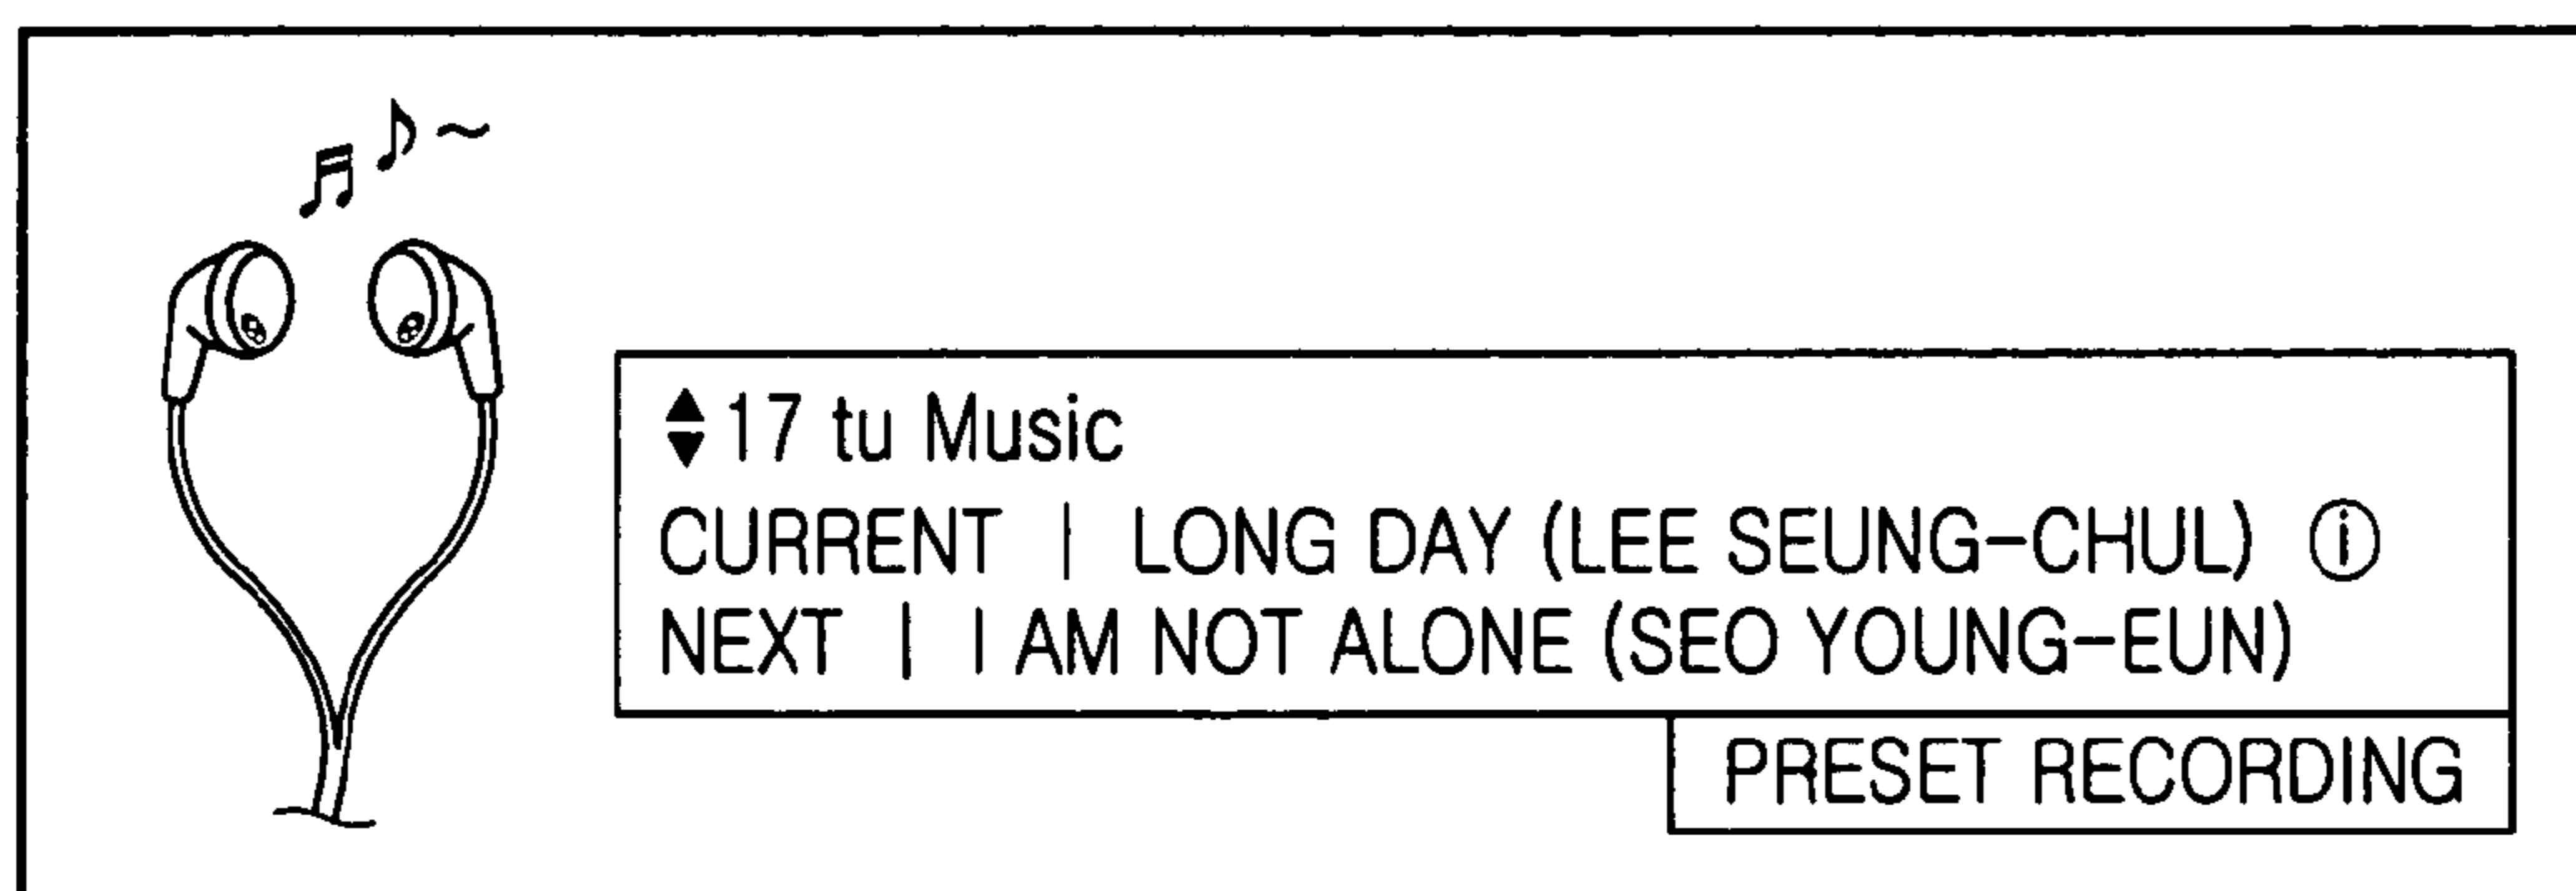 17 tu Music
CURRENT | LONG DAY (LEE SEUNG-CHUL) ⓘ
NEXT | I AM NOT ALONE (SEO YOUNG-EUN)
PRESET RECORDING